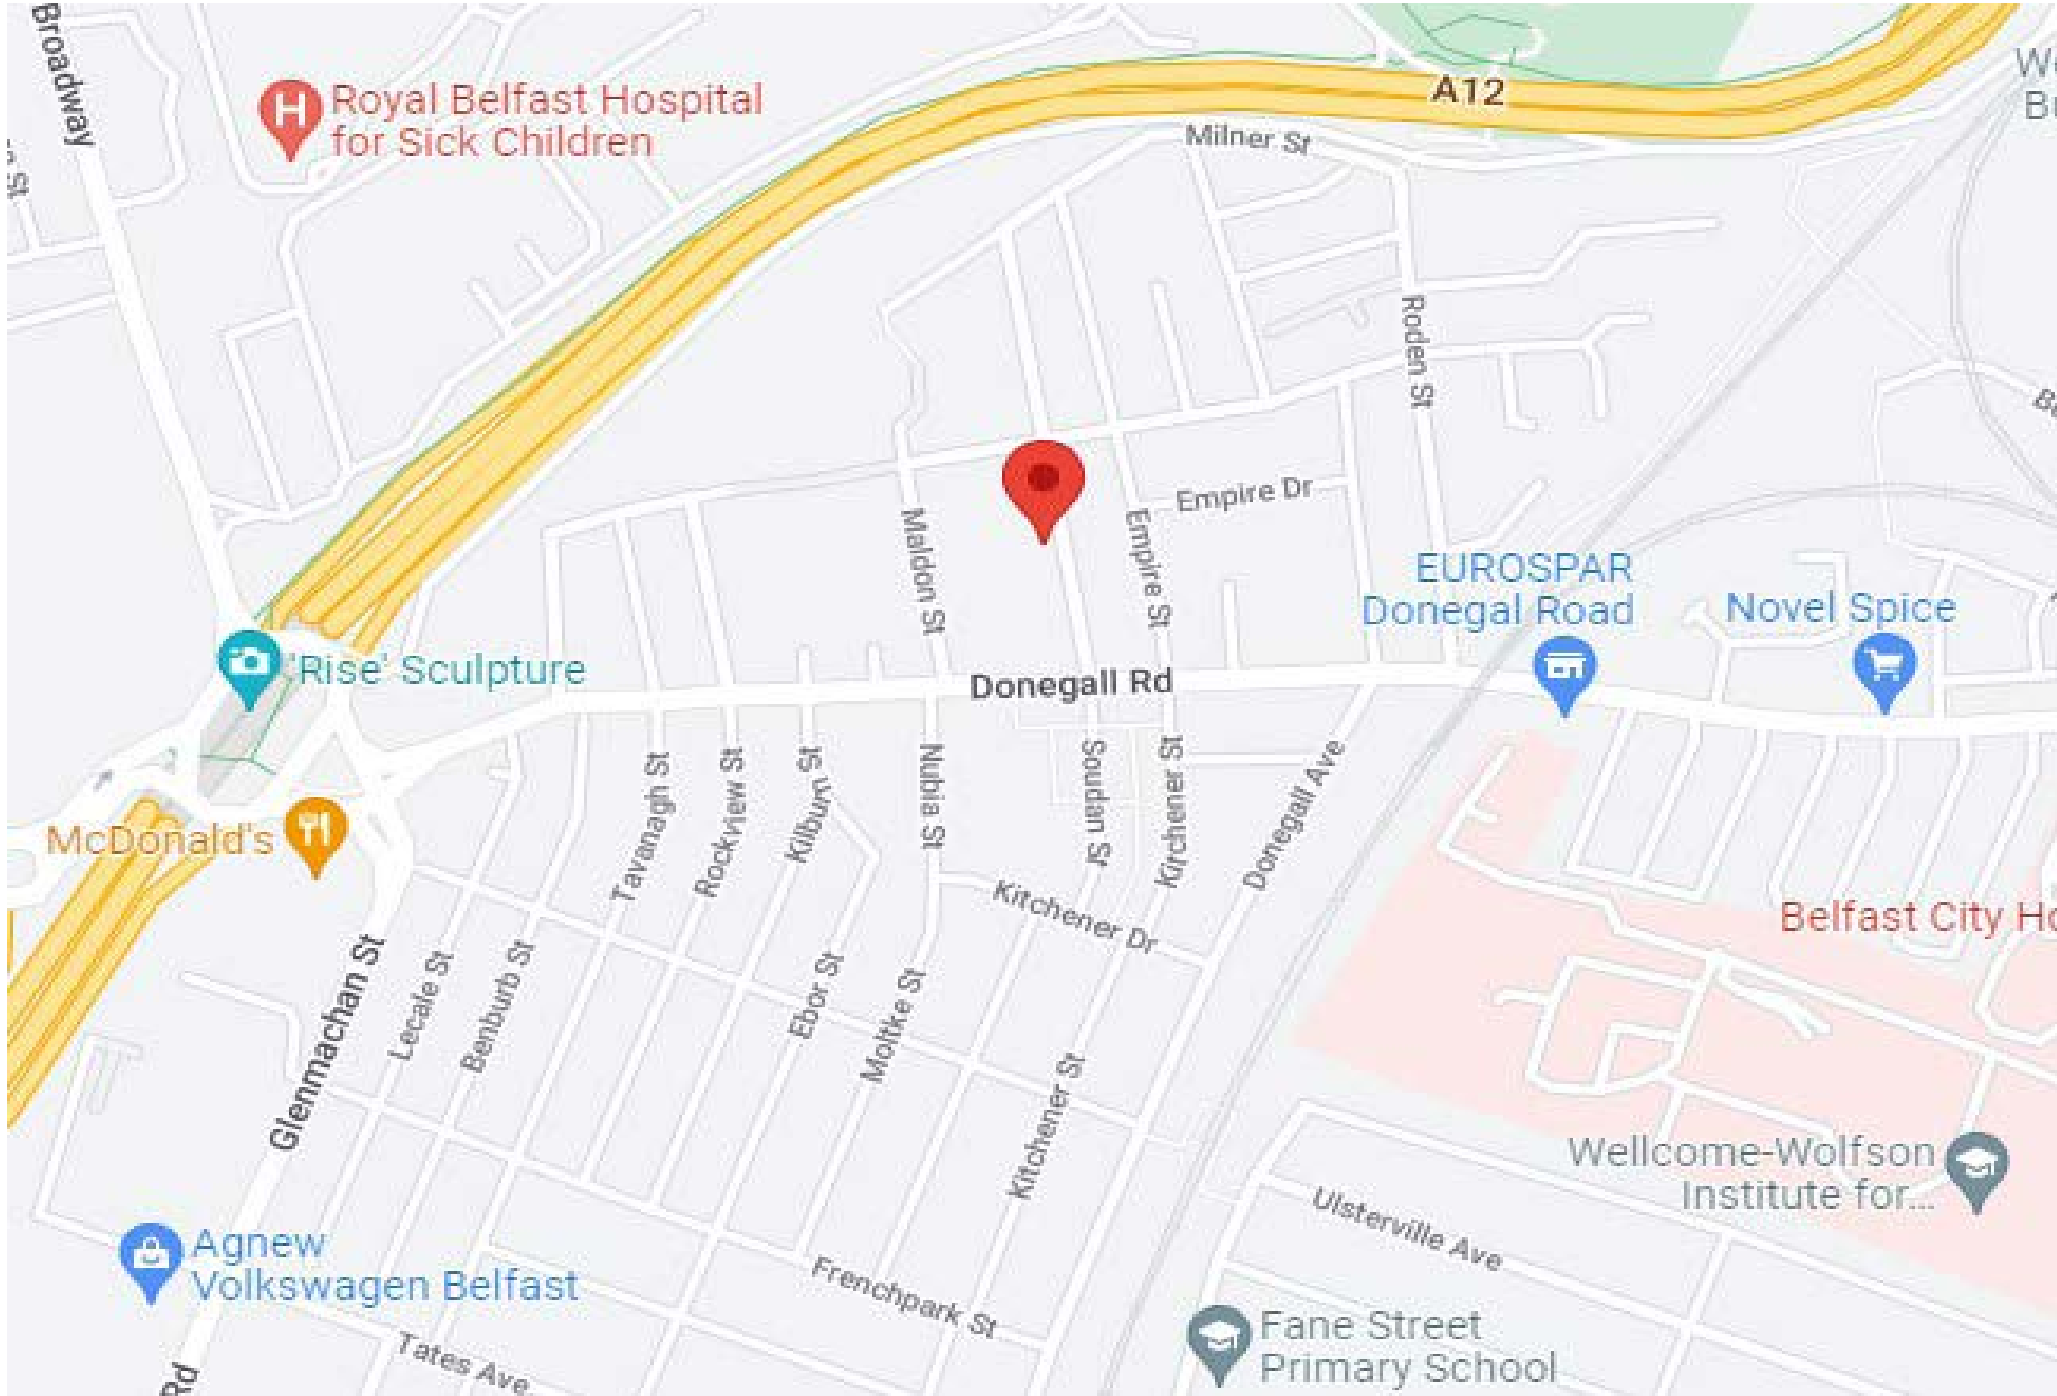 Broadway
Royal Belfast Hospital
for Sick Children
A12
Milner St
Roden St
Empire Dr
Maldon St
Empire St
EUROSPAR
Donegal Road
Novel Spice
'Rise' Sculpture
Donegall Rd
McDonald's
Tavanagh St
Rockview St
Kilburn St
Nubia St
Soudan St
Kirchener St
Donegall Ave
Kitchener Dr
Belfast City Ho
Glenmachan St
Lecale St
Benburb St
Ebor St
Moltke St
Kitchener St
Wellcome-Wolfson
Institute for...
Ulsterville Ave
Agnew
Volkswagen Belfast
Frenchpark St
Fane Street
Primary School
Tates Ave
Rd